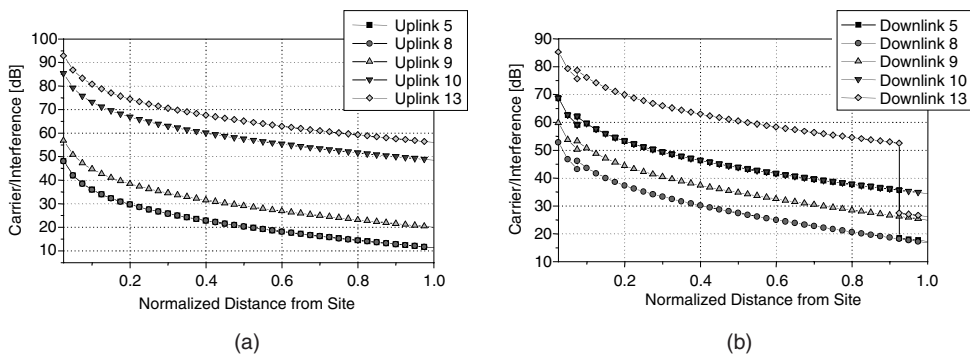 100
90
80
70
60
50
40
30
20
10
Carrier/Interference [dB]
0.2 0.4 0.6 0.8 1.0
Normalized Distance from Site
Uplink 5
Uplink 8
Uplink 9
Uplink 10
Uplink 13
(a)
90
80
70
60
50
40
30
20
10
Carrier/Interference [dB]
0.2 0.4 0.6 0.8 1.0
Normalized Distance from Site
Downlink 5
Downlink 8
Downlink 9
Downlink 10
Downlink 13
(b)